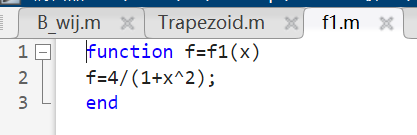 B_wij.m × Trapezoid.m × f1.m ×
1 function f=f1(x)
2 f=4/(1+x^2);
3 end